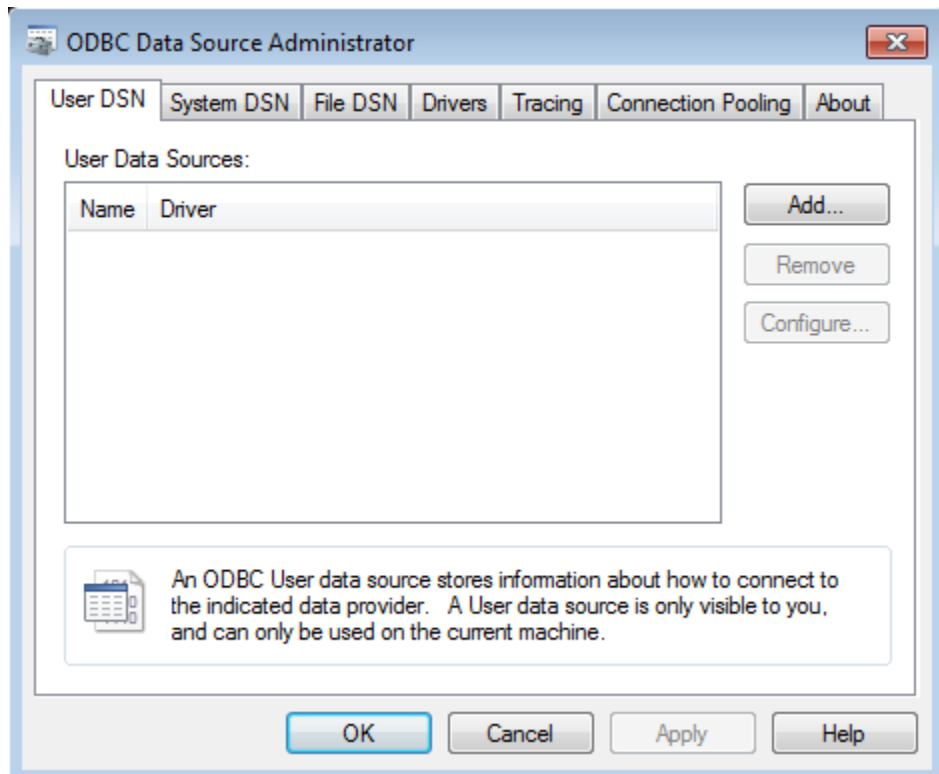 ODBC Data Source Administrator
User DSN System DSN File DSN Drivers Tracing Connection Pooling About
User Data Sources:
Name Driver
Add...
Remove
Configure...
An ODBC User data source stores information about how to connect to
the indicated data provider. A User data source is only visible to you,
and can only be used on the current machine.
OK Cancel Apply Help